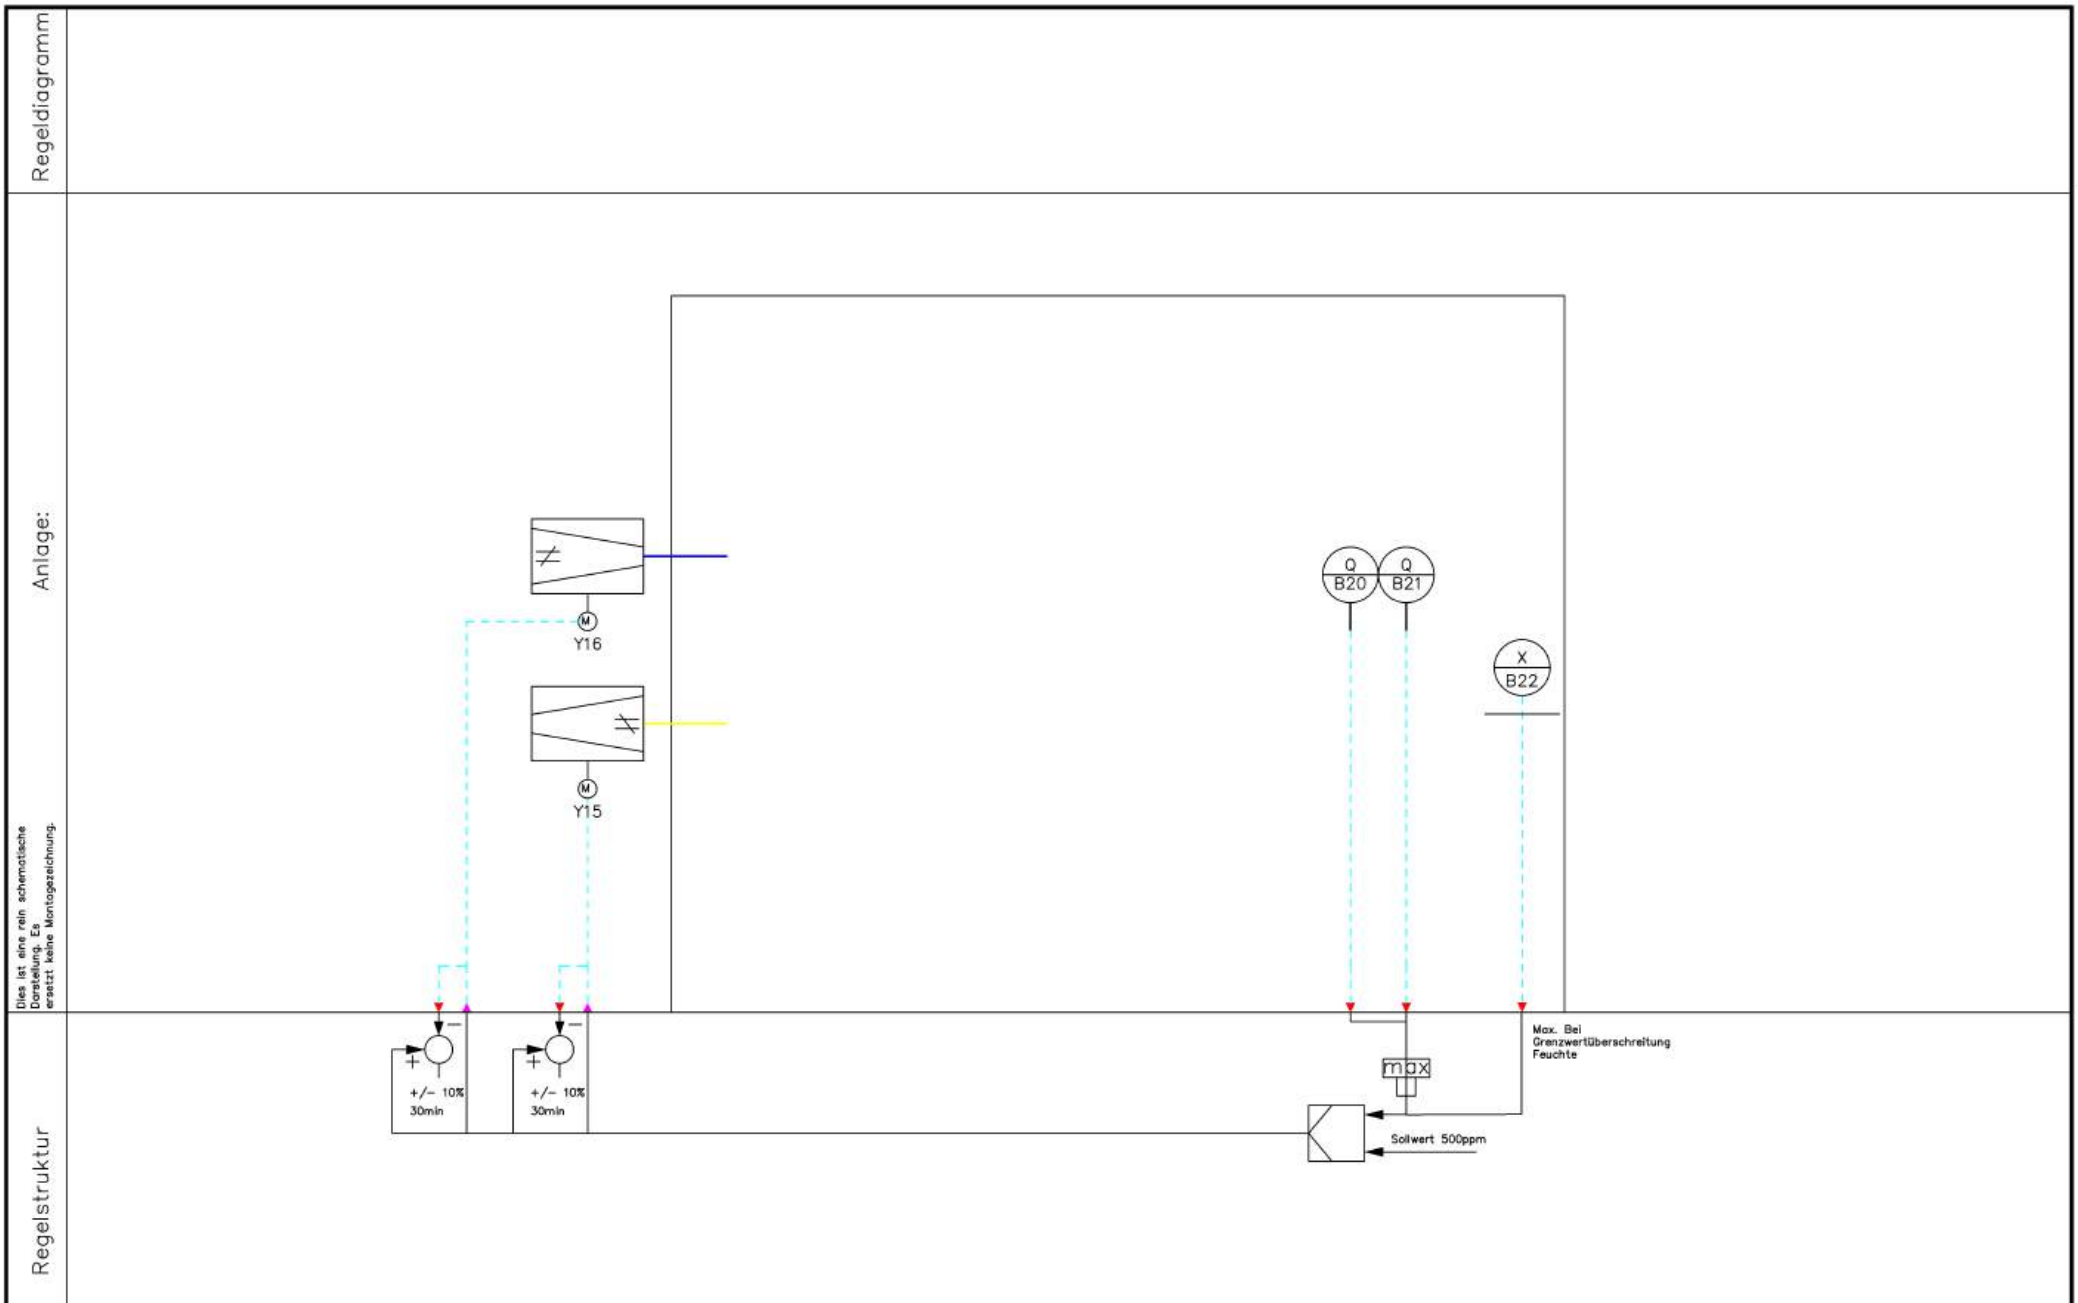 Regeldiagramm
Anlage:
Dies ist eine rein schematische
Darstellung. Es
ersetzt keine Montagezeichnung.
Regelstruktur
M
Y16
M
Y15
Q
B20
Q
B21
X
B22
+
−
+/− 10%
30min
+
−
+/− 10%
30min
max
Max. Bei
Grenzwertüberschreitung
Feuchte
Sollwert 500ppm